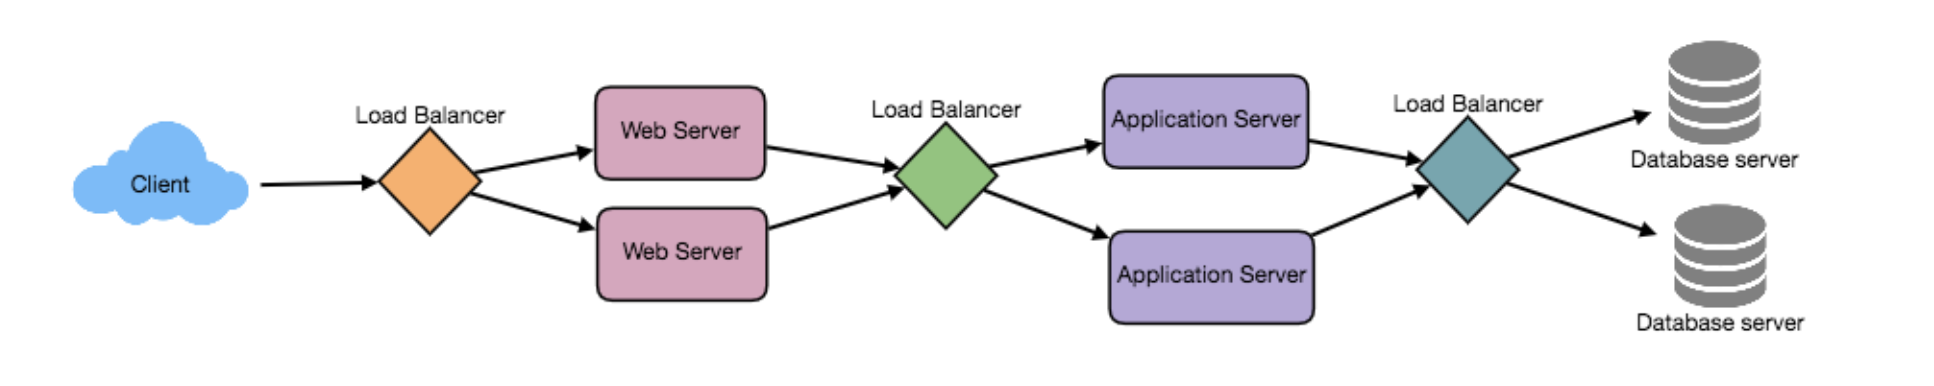 Client
Load Balancer
Web Server
Web Server
Load Balancer
Application Server
Application Server
Load Balancer
Database server
Database server